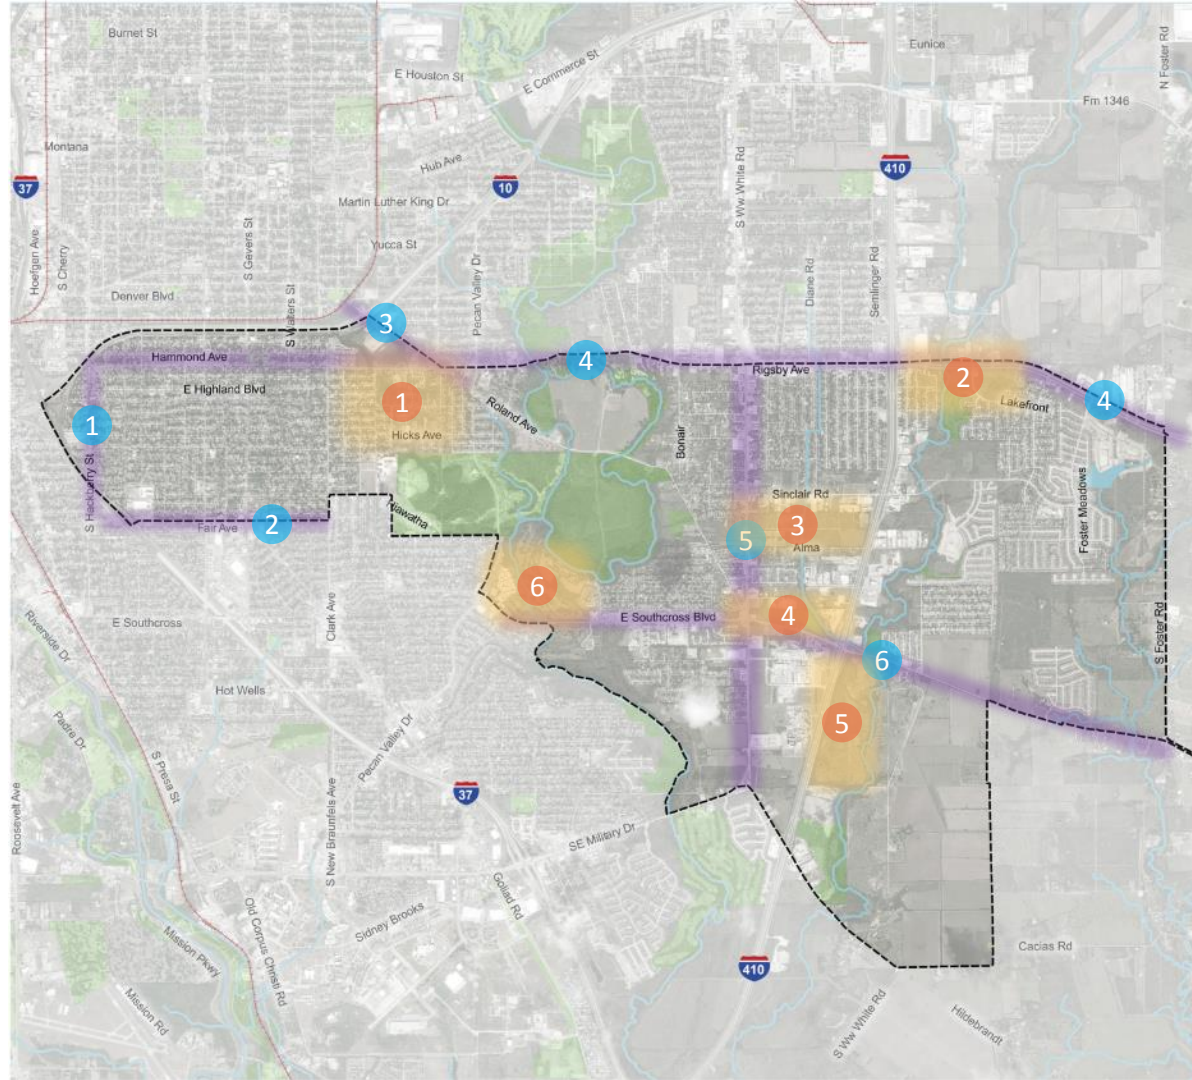 Burnet St
Eunice
N Foster Rd
E Houston St
E Commerce St
Fm 1346
Montana
Hub Ave
37
10
410
S Ww White Rd
Martin Luther King Dr
Hoefgen Ave
S Cherry
S Gevers St
Yucca St
Pecan Valley Dr
Diane Rd
Semlinger Rd
Denver Blvd
S Walters St
3
Hammond Ave
4
Rigsby Ave
E Highland Blvd
2
1
Lakefront
4
Roland Ave
1
Hicks Ave
Bonair
S Hackberry St
Sinclair Rd
Foster Meadows
Hiawatha
Fair Ave
2
3
5
Alma
6
Riverside Dr
E Southcross
Clark Ave
E Southcross Blvd
4
S Foster Rd
6
Hot Wells
Padre Dr
Pecan Valley Dr
5
S Presa St
37
Roosevelt Ave
S New Braunfels Ave
SE Military Dr
Goliad Rd
Old Corpus Christi Rd
Sidney Brooks
Mission Pkwy
Cacias Rd
410
Mission Rd
S Ww White Rd
Hildebrandt